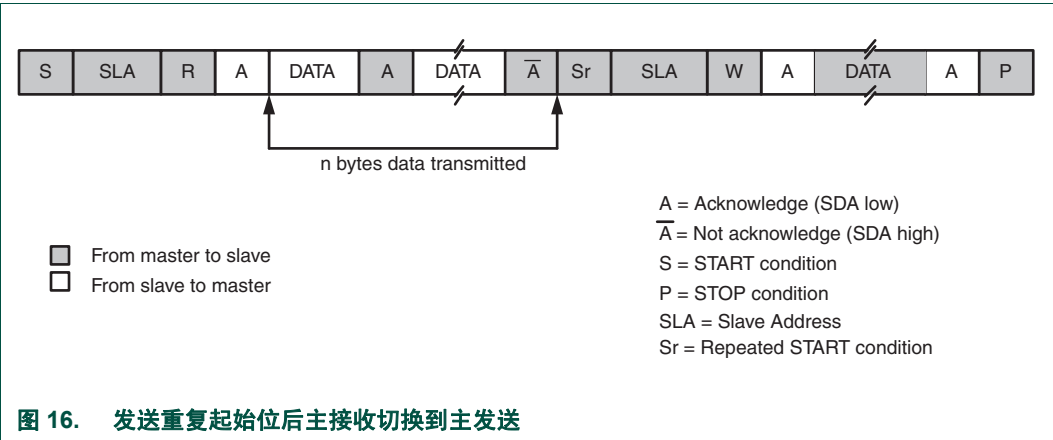 S SLA R A DATA A DATA A̅ Sr SLA W A DATA A P
n bytes data transmitted
From master to slave
From slave to master
A = Acknowledge (SDA low)
A̅ = Not acknowledge (SDA high)
S = START condition
P = STOP condition
SLA = Slave Address
Sr = Repeated START condition
图 16. 发送重复起始位后主接收切换到主发送